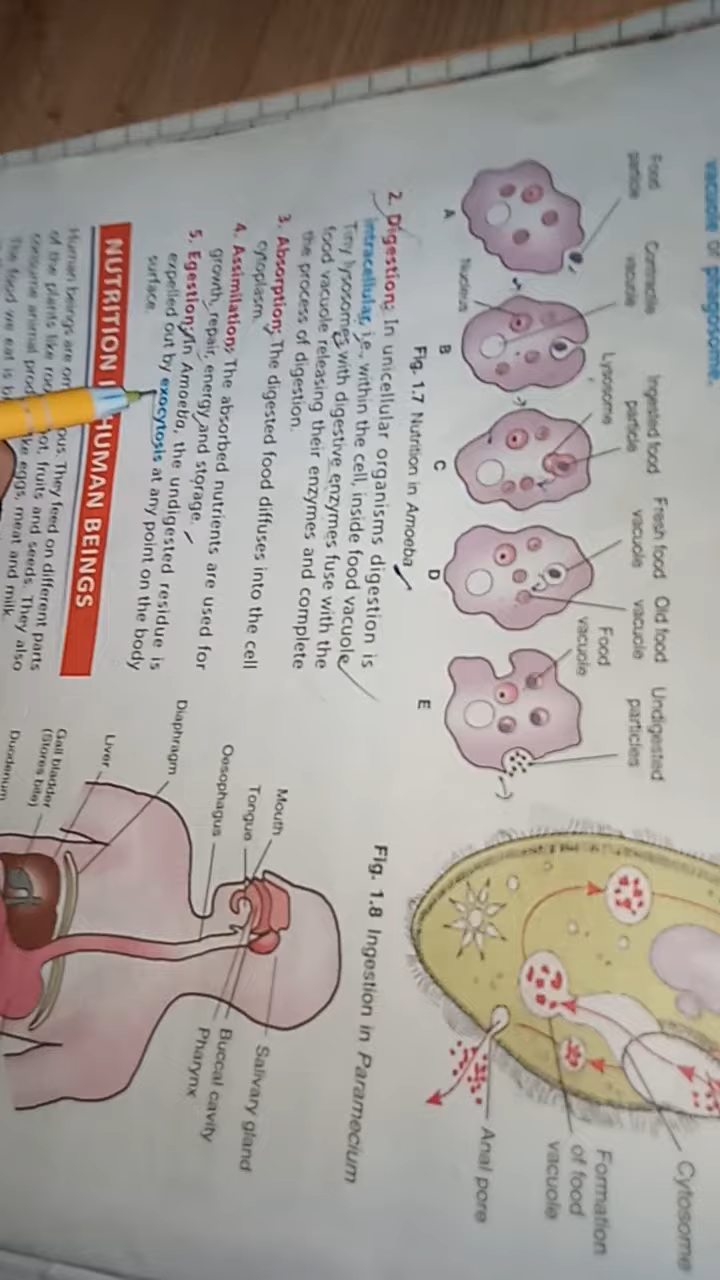 vacuole or phagosome.
Food particle
Contractile vacuole
Ingested food particle
Fresh food vacuole
Old food vacuole
Undigested particles
Lysosome
Food vacuole
Nucleus
A
B
C
D
E
Fig. 1.7 Nutrition in Amoeba
2. Digestion: In unicellular organisms digestion is
intracellular, i.e., within the cell, inside food vacuole.
Tiny lysosomes with digestive enzymes fuse with the
food vacuole releasing their enzymes and complete
the process of digestion.
3. Absorption: The digested food diffuses into the cell
cytoplasm.
4. Assimilation: The absorbed nutrients are used for
growth, repair, energy and storage.
5. Egestion: In Amoeba, the undigested residue is
expelled out by exocytosis at any point on the body
surface.
NUTRITION HUMAN BEINGS
Human beings are They feed on different parts
of the plants like fruits and seeds. They also
consume animal eggs, meat and milk.
The food we eat is
Cytosome
Formation
of food
vacuole
Anal pore
Fig. 1.8 Ingestion in Paramecium
Mouth
Tongue
Oesophagus
Diaphragm
Liver
Gall bladder
(Stores bile)
Duodenum
Salivary gland
Buccal cavity
Pharynx